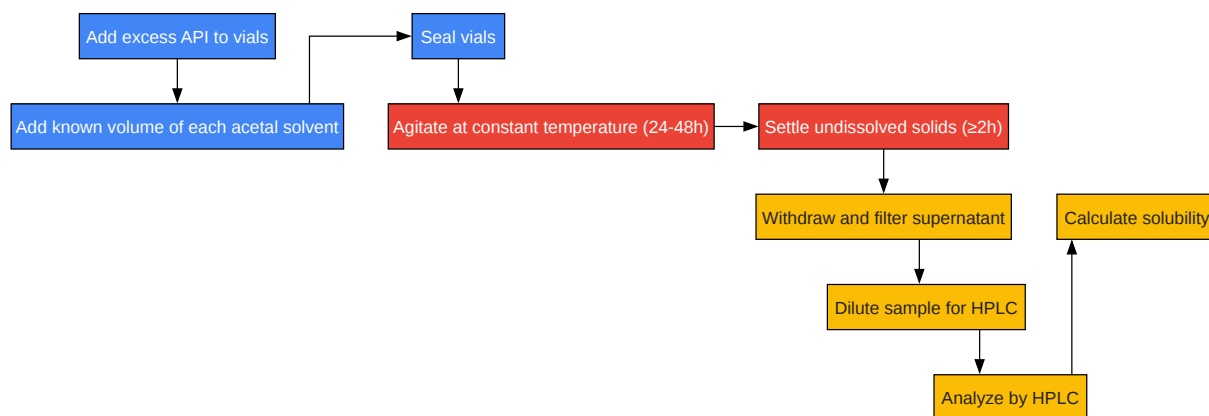 Add excess API to vials
Add known volume of each acetal solvent
Seal vials
Agitate at constant temperature (24-48h)
Settle undissolved solids (≥2h)
Withdraw and filter supernatant
Dilute sample for HPLC
Analyze by HPLC
Calculate solubility